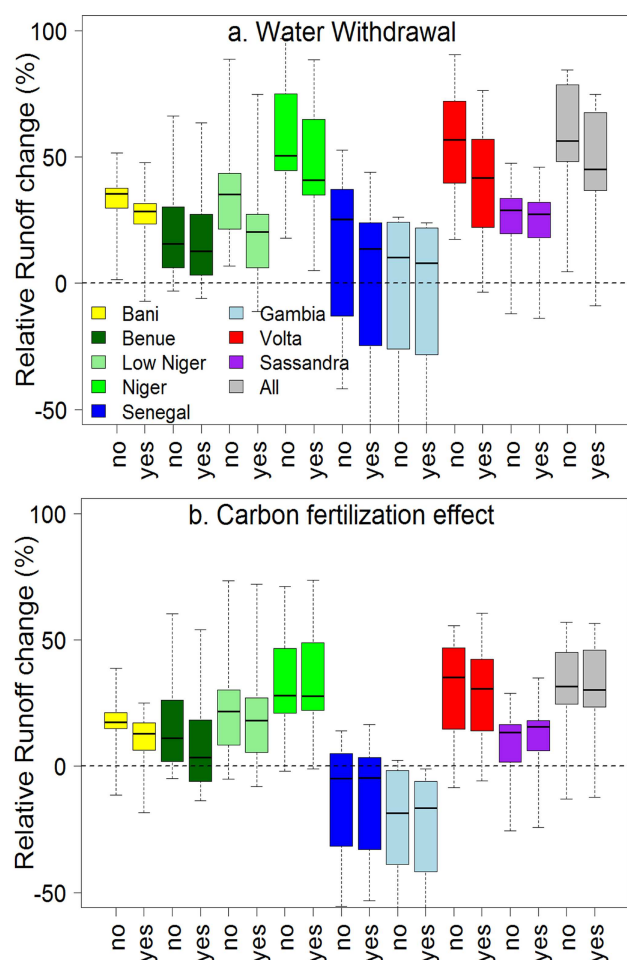 a. Water Withdrawal
Relative Runoff change (%)
100
50
0
-50
Bani
Benue
Low Niger
Niger
Senegal
Gambia
Volta
Sassandra
All
no yes no yes no yes no yes no yes no yes no yes no yes no yes
b. Carbon fertilization effect
Relative Runoff change (%)
100
50
0
-50
no yes no yes no yes no yes no yes no yes no yes no yes no yes